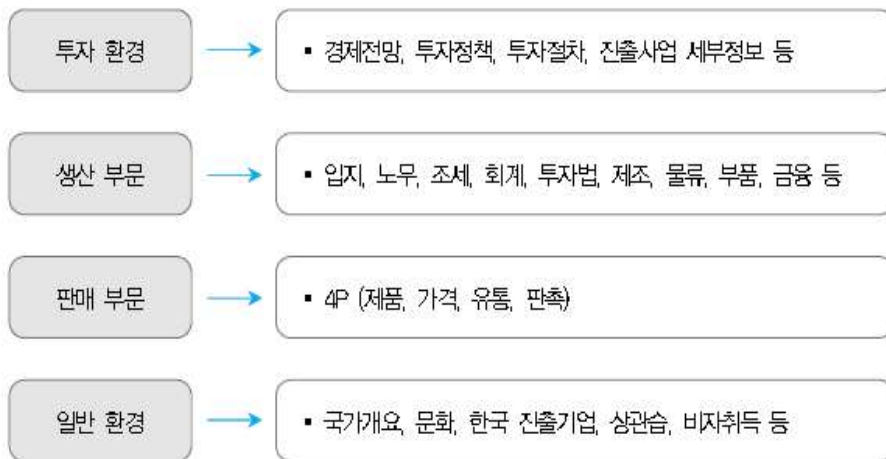 투자 환경
▪ 경제전망, 투자정책, 투자절차, 진출사업 세부정보 등
생산 부문
▪ 입지, 노무, 조세, 회계, 투자법, 제조, 물류, 부품, 금융 등
판매 부문
▪ 4P (제품, 가격, 유통, 판촉)
일반 환경
▪ 국가개요, 문화, 한국 진출기업, 상관습, 비자취득 등